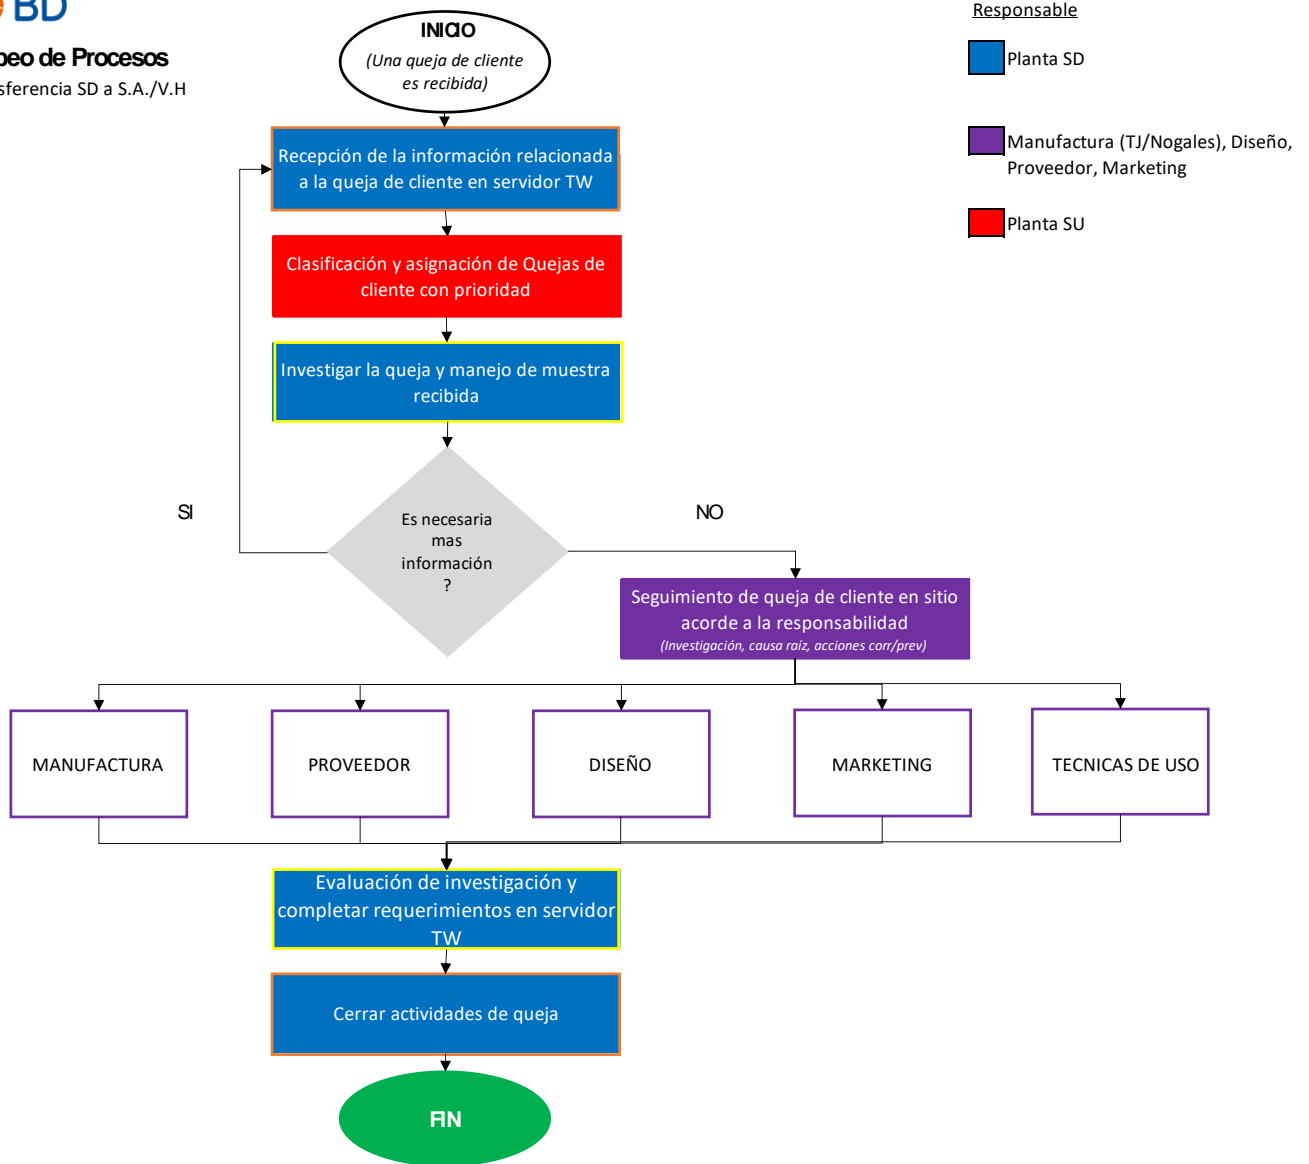 BD
peo de Procesos
sferencia SD a S.A./V.H
INICIO
(Una queja de cliente
es recibida)
Responsable
Planta SD
Manufactura (TJ/Nogales), Diseño,
Proveedor, Marketing
Planta SU
Recepción de la información relacionada
a la queja de cliente en servidor TW
Clasificación y asignación de Quejas de
cliente con prioridad
Investigar la queja y manejo de muestra
recibida
Es necesaria
mas
información
?
SI
NO
Seguimiento de queja de cliente en sitio
acorde a la responsabilidad
(Investigación, causa raíz, acciones corr/prev)
MANUFACTURA
PROVEEDOR
DISEÑO
MARKETING
TECNICAS DE USO
Evaluación de investigación y
completar requerimientos en servidor
TW
Cerrar actividades de queja
FIN